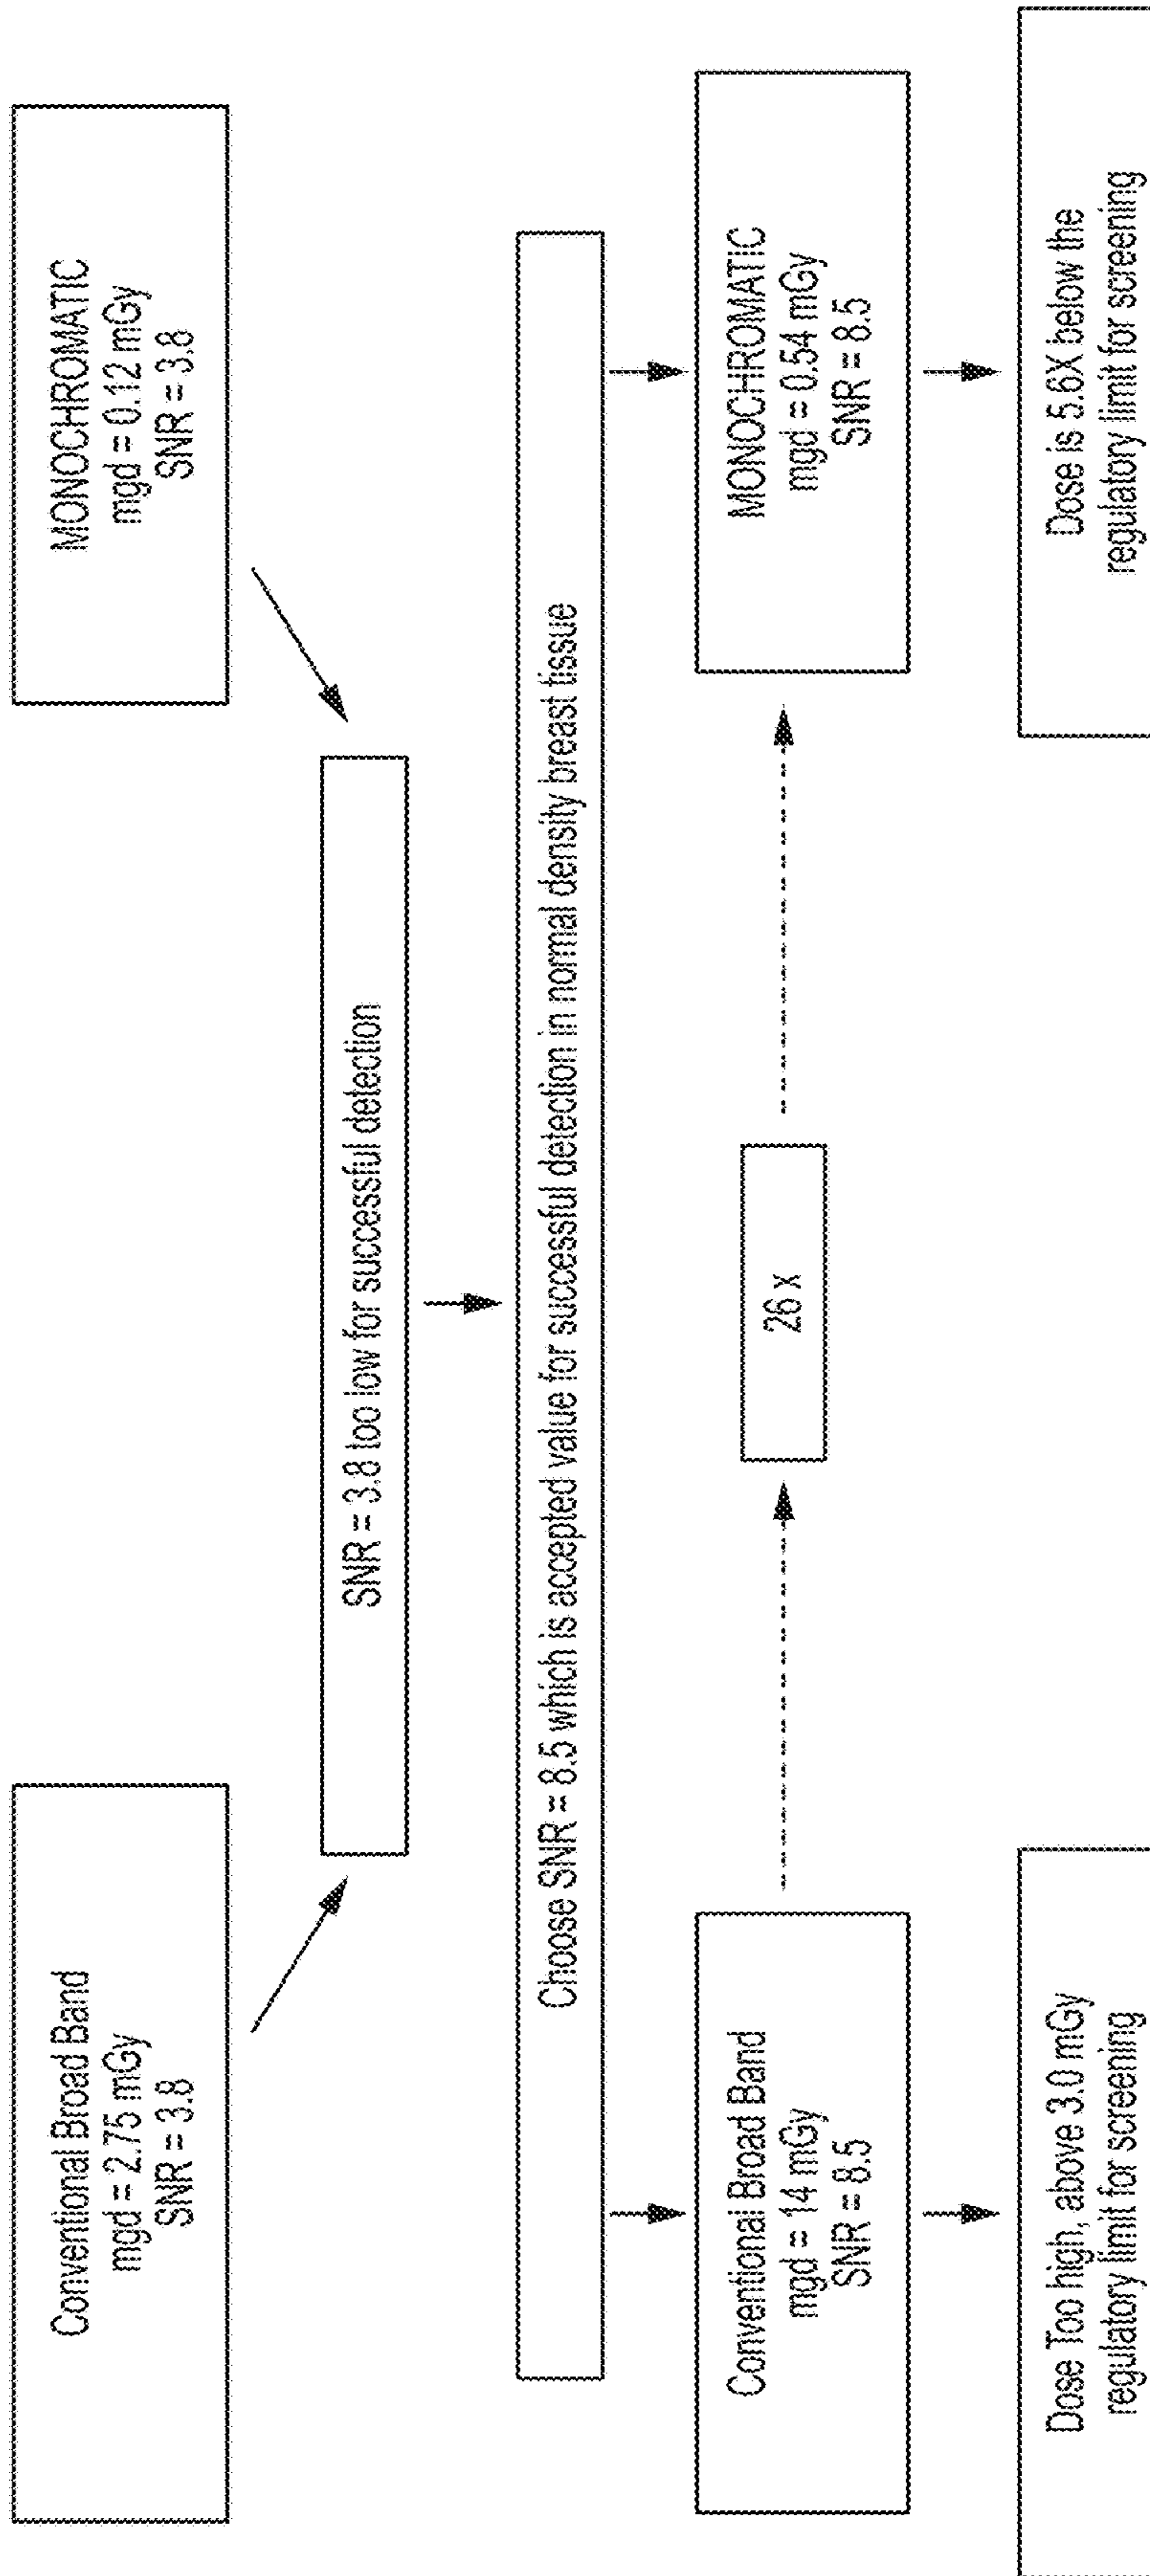 Conventional Broad Band
mgd = 2.75 mGy
SNR = 3.8
MONOCHROMATIC
mgd = 0.12 mGy
SNR = 3.8
SNR = 3.8 too low for successful detection
Choose SNR = 8.5 which is accepted value for successful detection in normal density breast tissue
Conventional Broad Band
mgd = 14 mGy
SNR = 8.5
26 x
MONOCHROMATIC
mgd = 0.54 mGy
SNR = 8.5
Dose Too high, above 3.0 mGy
regulatory limit for screening
Dose is 5.6X below the
regulatory limit for screening